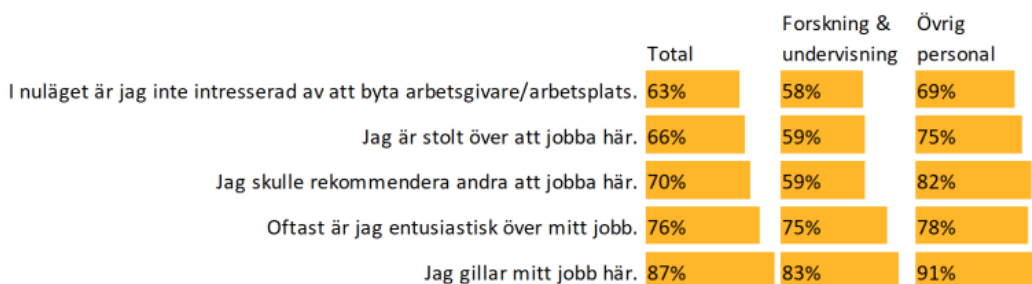 Forskning & Övrig
Total undervisning personal
I nuläget är jag inte intresserad av att byta arbetsgivare/arbetsplats. 63% 58% 69%
Jag är stolt över att jobba här. 66% 59% 75%
Jag skulle rekommendera andra att jobba här. 70% 59% 82%
Oftast är jag entusiastisk över mitt jobb. 76% 75% 78%
Jag gillar mitt jobb här. 87% 83% 91%